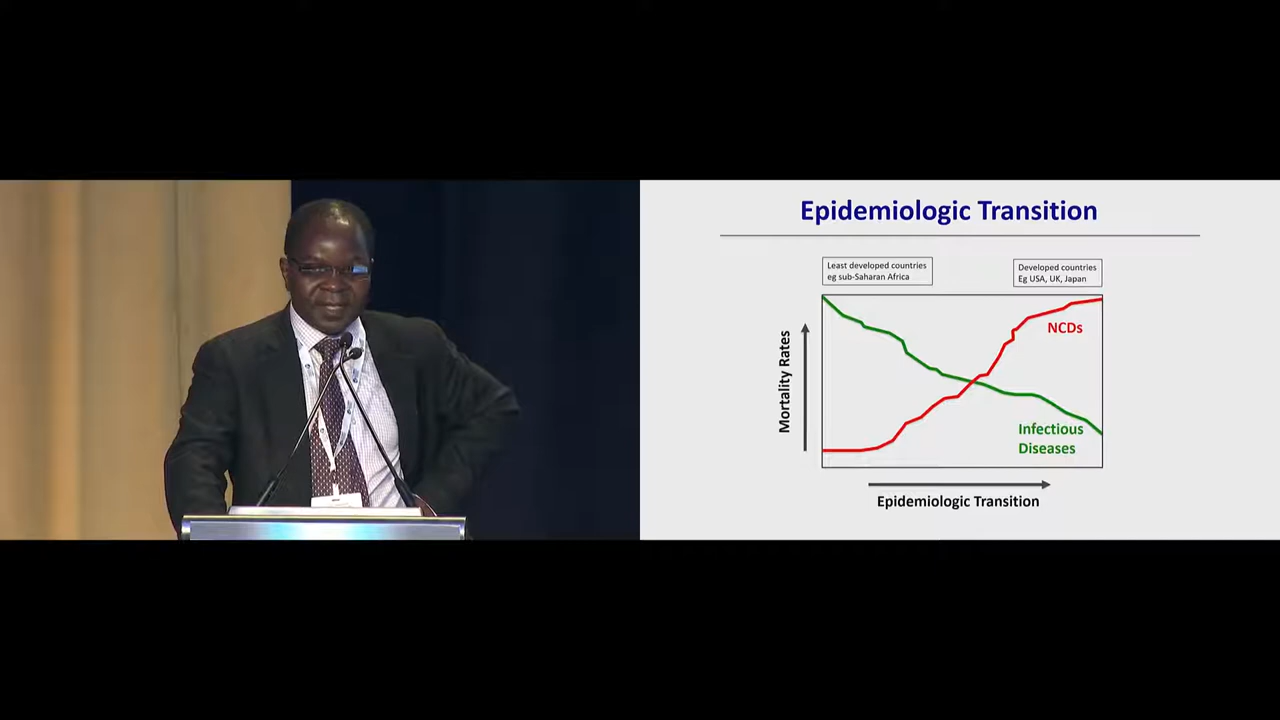 Epidemiologic Transition
Least developed countries
eg sub-Saharan Africa
Developed countries
Eg USA, UK, Japan
Mortality Rates
NCDs
Infectious
Diseases
Epidemiologic Transition